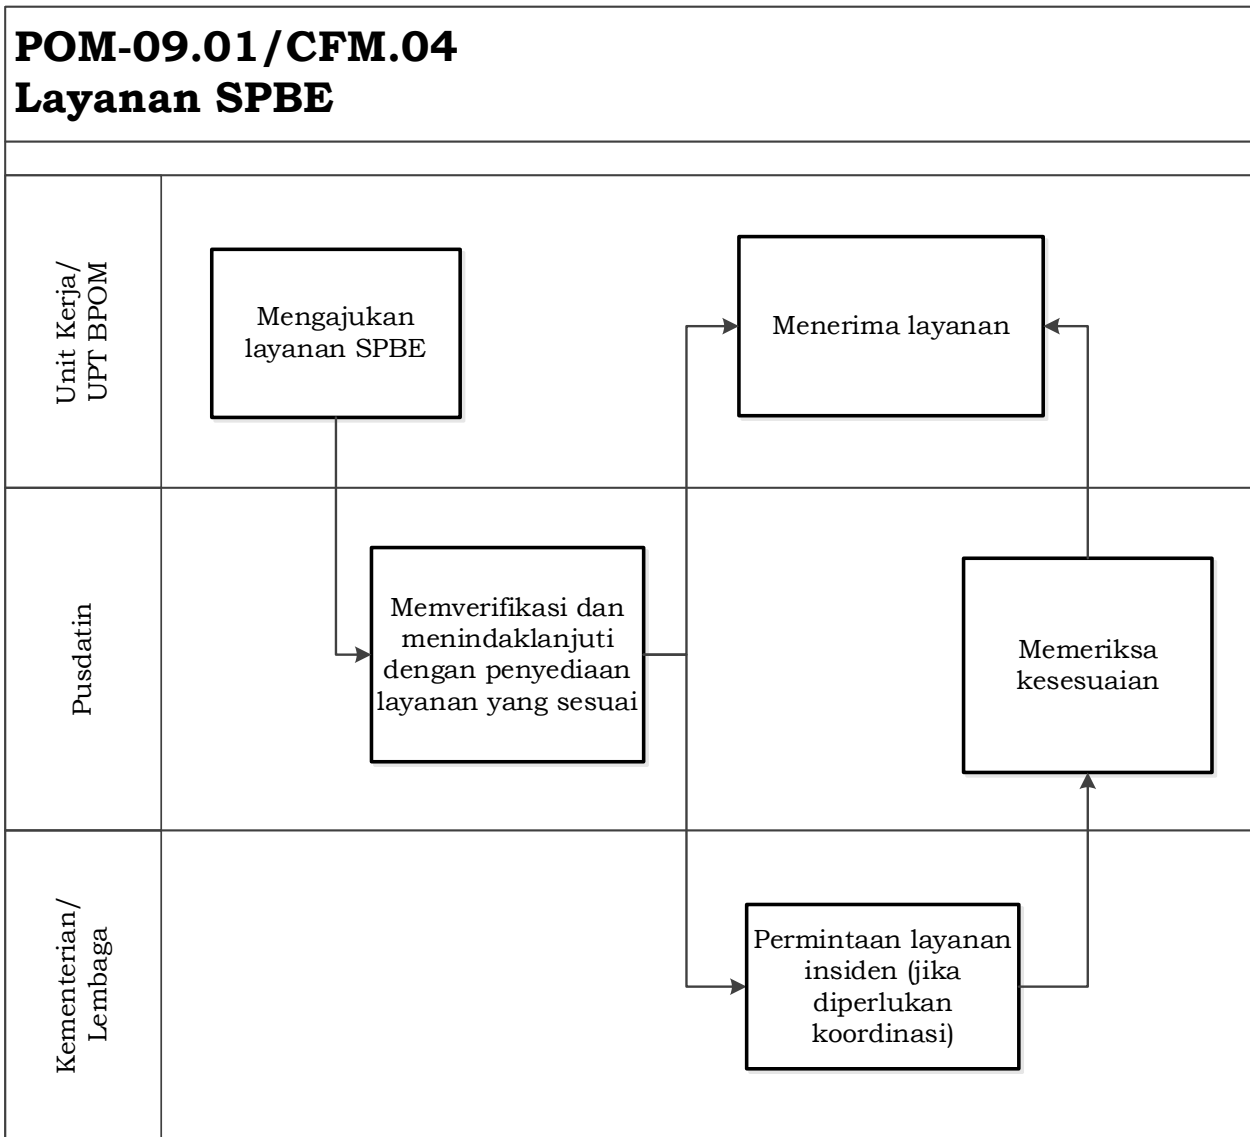 POM-09.01/CFM.04
Layanan SPBE
Unit Kerja/
UPT BPOM
Mengajukan
layanan SPBE
Menerima layanan
Pusdatin
Memverifikasi dan
menindaklanjuti
dengan penyediaan
layanan yang sesuai
Memeriksa
kesesuaian
Kementerian/
Lembaga
Permintaan layanan
insiden (jika
diperlukan
koordinasi)